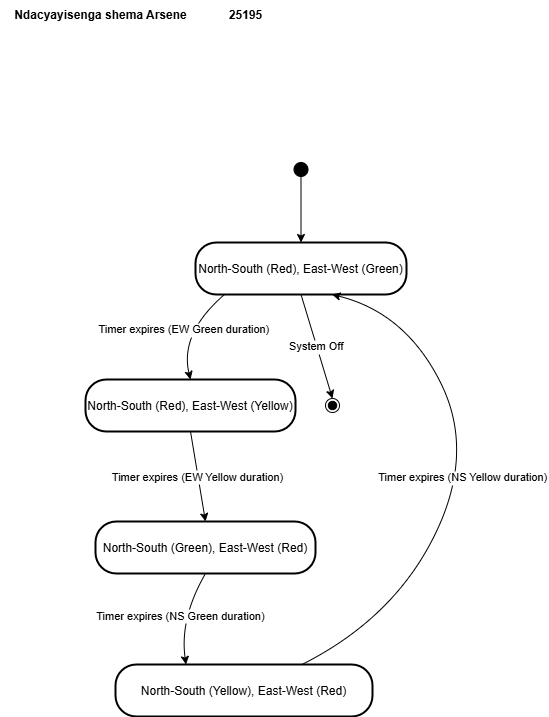 Ndacyayisenga shema Arsene 25195
North-South (Red), East-West (Green)
Timer expires (EW Green duration)
System Off
North-South (Red), East-West (Yellow)
Timer expires (EW Yellow duration)
Timer expires (NS Yellow duration)
North-South (Green), East-West (Red)
Timer expires (NS Green duration)
North-South (Yellow), East-West (Red)